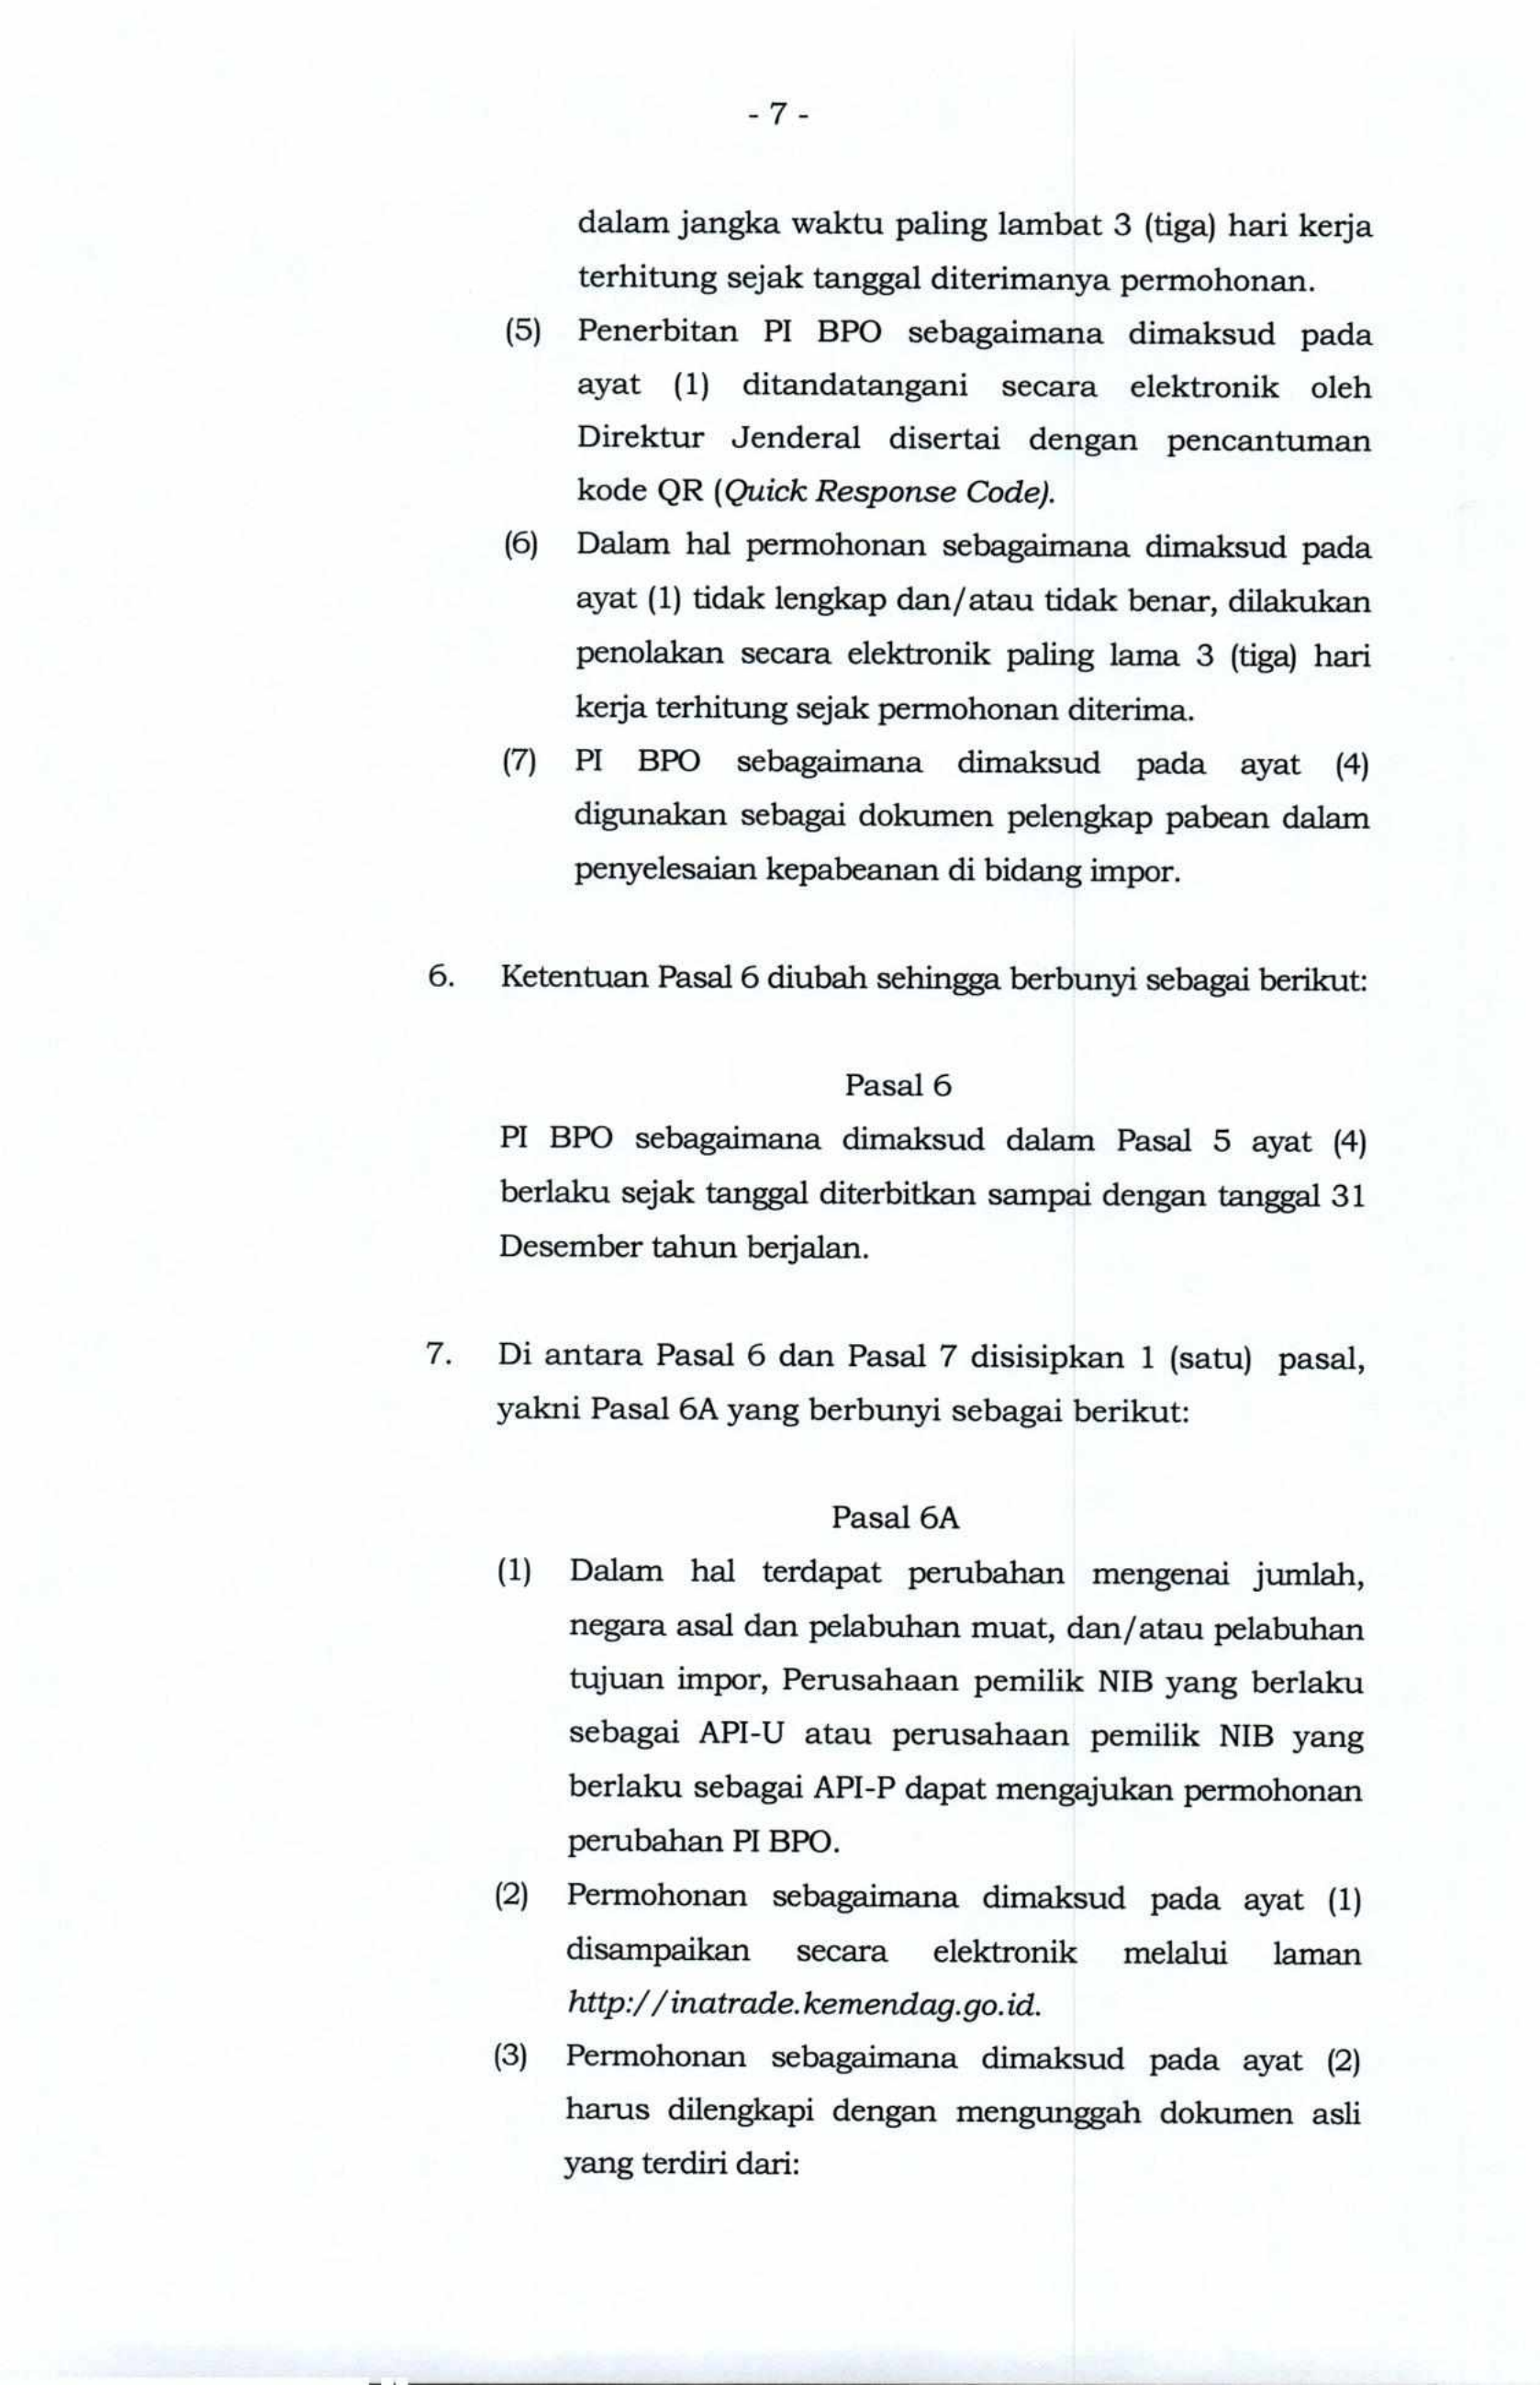 - 7 -
dalam jangka waktu paling lambat 3 (tiga) hari kerja
terhitung sejak tanggal diterimanya permohonan.
(5) Penerbitan PI BPO sebagaimana dimaksud pada
ayat (1) ditandatangani secara elektronik oleh
Direktur Jenderal disertai dengan pencantuman
kode QR (Quick Response Code).
(6) Dalam hal permohonan sebagaimana dimaksud pada
ayat (1) tidak lengkap dan/atau tidak benar, dilakukan
penolakan secara elektronik paling lama 3 (tiga) hari
kerja terhitung sejak permohonan diterima.
(7) PI BPO sebagaimana dimaksud pada ayat (4)
digunakan sebagai dokumen pelengkap pabean dalam
penyelesaian kepabeanan di bidang impor.
6. Ketentuan Pasal 6 diubah sehingga berbunyi sebagai berikut:
Pasal 6
PI BPO sebagaimana dimaksud dalam Pasal 5 ayat (4)
berlaku sejak tanggal diterbitkan sampai dengan tanggal 31
Desember tahun berjalan.
7. Di antara Pasal 6 dan Pasal 7 disisipkan 1 (satu) pasal,
yakni Pasal 6A yang berbunyi sebagai berikut:
Pasal 6A
(1) Dalam hal terdapat perubahan mengenai jumlah,
negara asal dan pelabuhan muat, dan/atau pelabuhan
tujuan impor, Perusahaan pemilik NIB yang berlaku
sebagai API-U atau perusahaan pemilik NIB yang
berlaku sebagai API-P dapat mengajukan permohonan
perubahan PI BPO.
(2) Permohonan sebagaimana dimaksud pada ayat (1)
disampaikan secara elektronik melalui laman
http://inatrade.kemendag.go.id.
(3) Permohonan sebagaimana dimaksud pada ayat (2)
harus dilengkapi dengan mengunggah dokumen asli
yang terdiri dari: